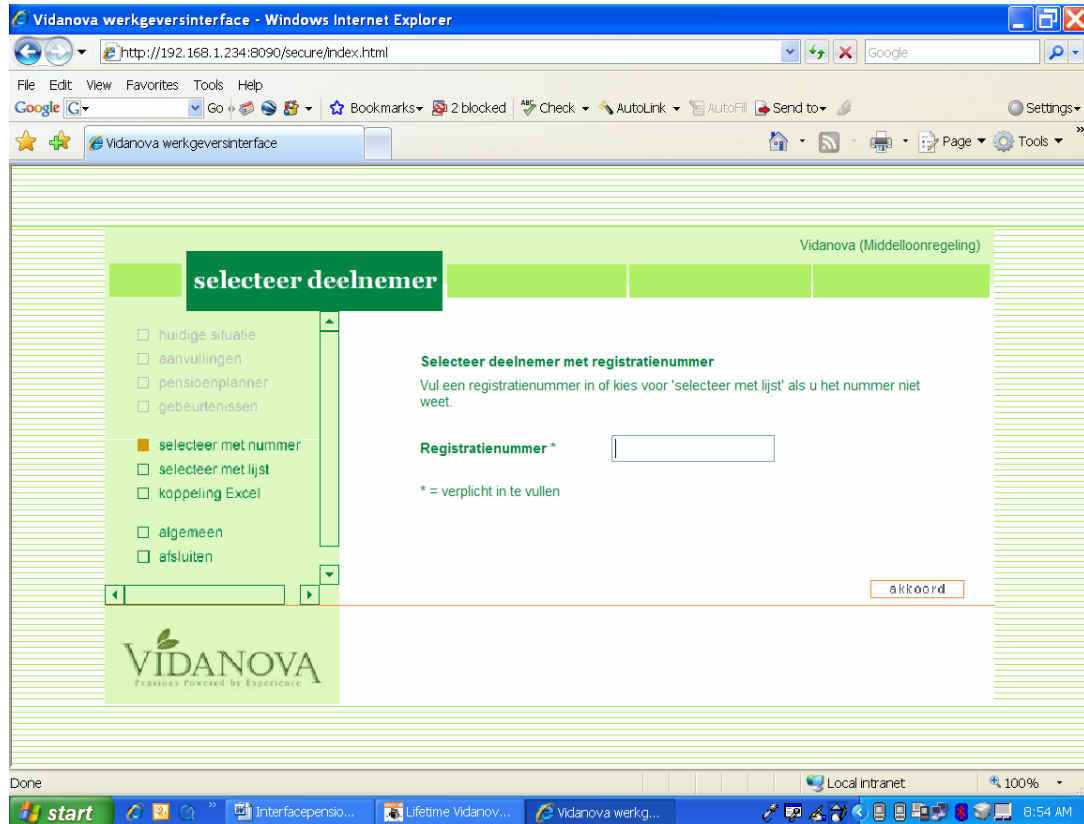 Vidanova werkgeversinterface - Windows Internet Explorer
http://192.168.1.234:8090/secure/index.html
Google
File Edit View Favorites Tools Help
Google G Go Bookmarks 2 blocked ABC Check AutoLink AutoFill Send to Settings
Vidanova werkgeversinterface
Page Tools »
Vidanova (Middelloonregeling)
selecteer deelnemer
huidige situatie
aanvullingen
pensioenplanner
gebeurtenissen
selecteer met nummer
selecteer met lijst
koppeling Excel
algemeen
afsluiten
Selecteer deelnemer met registratienummer
Vul een registratienummer in of kies voor 'selecteer met lijst' als u het nummer niet
weet.
Registratienummer *
* = verplicht in te vullen
akkoord
VIDANOVA
Pensions Powered by Experience
Done
Local intranet
100%
start » Interfacepensio... Lifetime Vidanov... Vidanova werkg... 8:54 AM